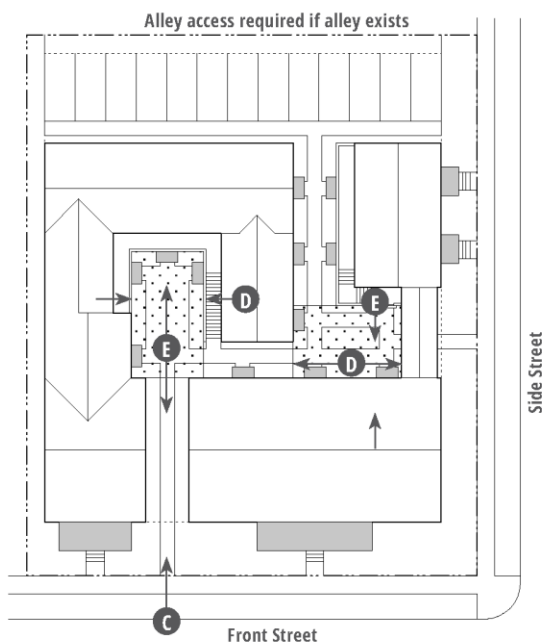 Alley access required if alley exists
D
E
E
D
Side Street
C
Front Street